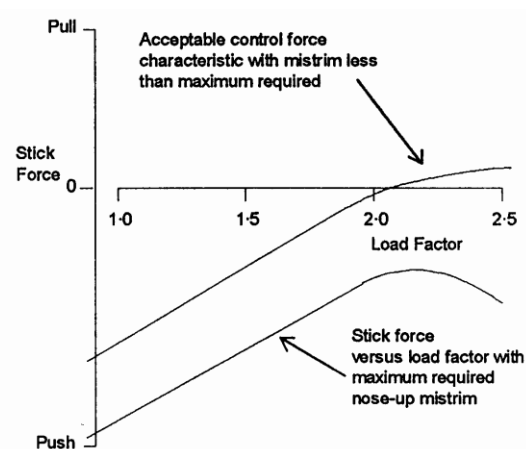 Pull
Acceptable control force
characteristic with mistrim less
than maximum required
Stick
Force
0
1·0
1·5
2·0
2·5
Load Factor
Stick force
versus load factor with
maximum required
nose-up mistrim
Push